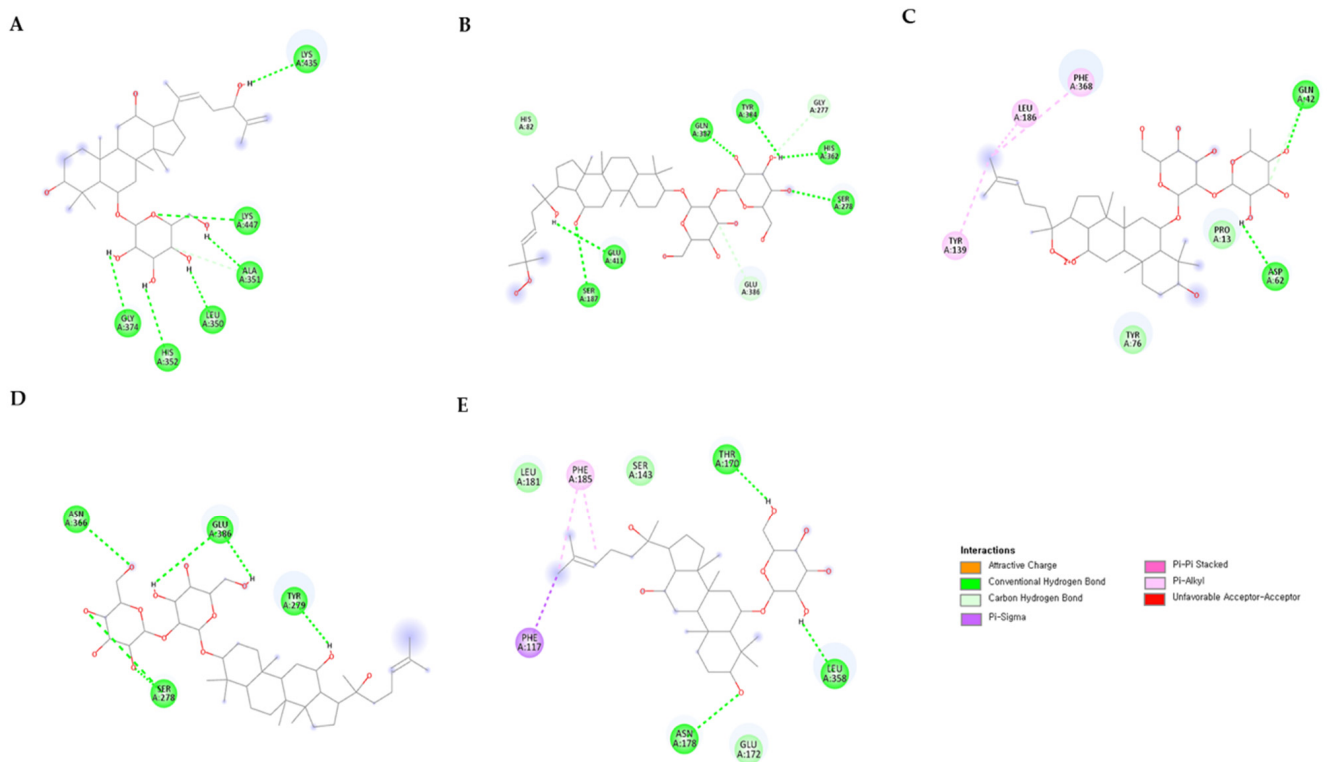 A
LYS
A:435
LYS
A:447
ALA
A:351
LEU
A:350
GLY
A:374
HIS
A:352
H
H
H
H
H
O
O
O
O
O
O
O
O
B
HIS
A:82
GLN
A:367
TYR
A:364
GLY
A:277
HIS
A:362
SER
A:278
GLU
A:411
SER
A:187
GLU
A:386
C
PHE
A:368
LEU
A:186
GLN
A:42
TYR
A:139
PRO
A:13
ASP
A:62
TYR
A:76
D
ASN
A:366
GLU
A:386
TYR
A:279
SER
A:278
E
LEU
A:181
PHE
A:185
SER
A:143
THR
A:170
PHE
A:117
LEU
A:358
ASN
A:178
GLU
A:172
Interactions
Attractive Charge
Conventional Hydrogen Bond
Carbon Hydrogen Bond
Pi-Sigma
Pi-Pi Stacked
Pi-Alkyl
Unfavorable Acceptor-Acceptor